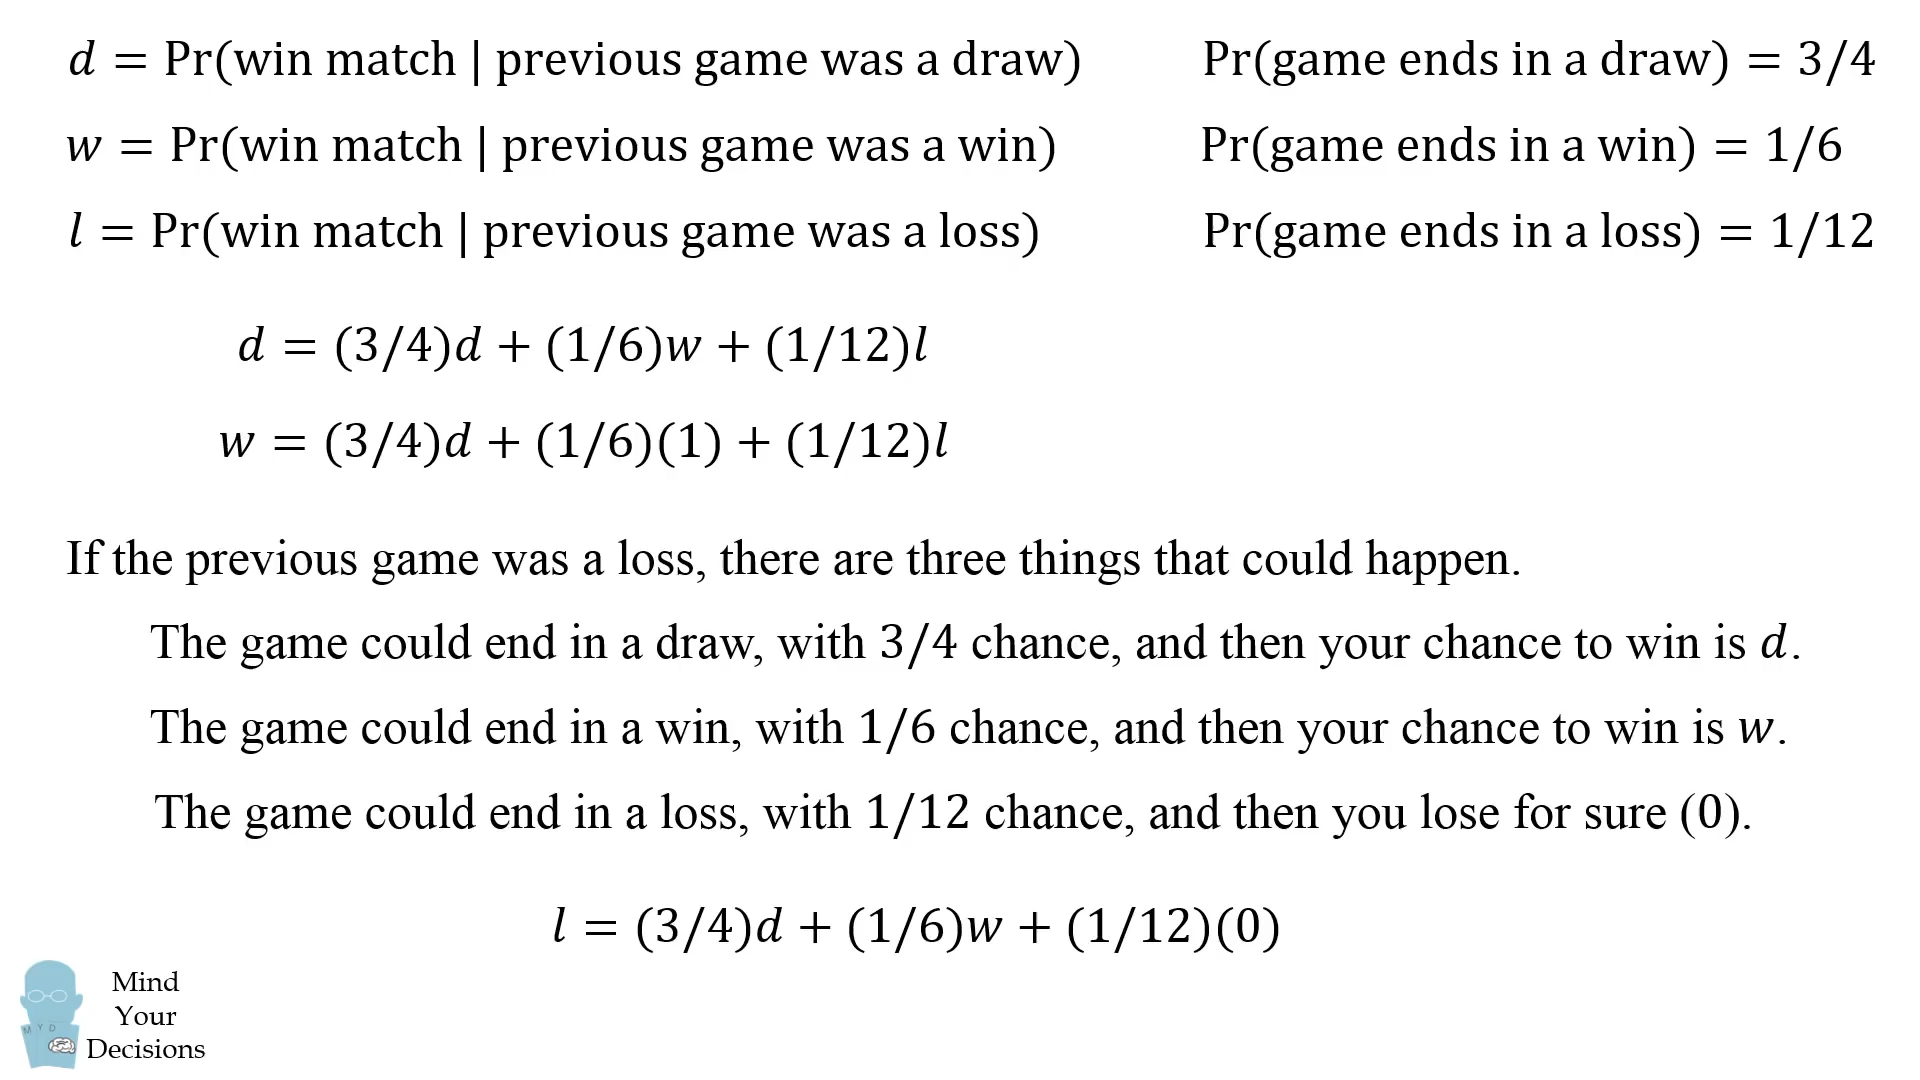 d = Pr(win match | previous game was a draw) Pr(game ends in a draw) = 3/4
w = Pr(win match | previous game was a win) Pr(game ends in a win) = 1/6
l = Pr(win match | previous game was a loss) Pr(game ends in a loss) = 1/12
d = (3/4)d + (1/6)w + (1/12)l
w = (3/4)d + (1/6)(1) + (1/12)l
If the previous game was a loss, there are three things that could happen.
The game could end in a draw, with 3/4 chance, and then your chance to win is d.
The game could end in a win, with 1/6 chance, and then your chance to win is w.
The game could end in a loss, with 1/12 chance, and then you lose for sure (0).
l = (3/4)d + (1/6)w + (1/12)(0)
Mind
Your
Decisions
M Y D